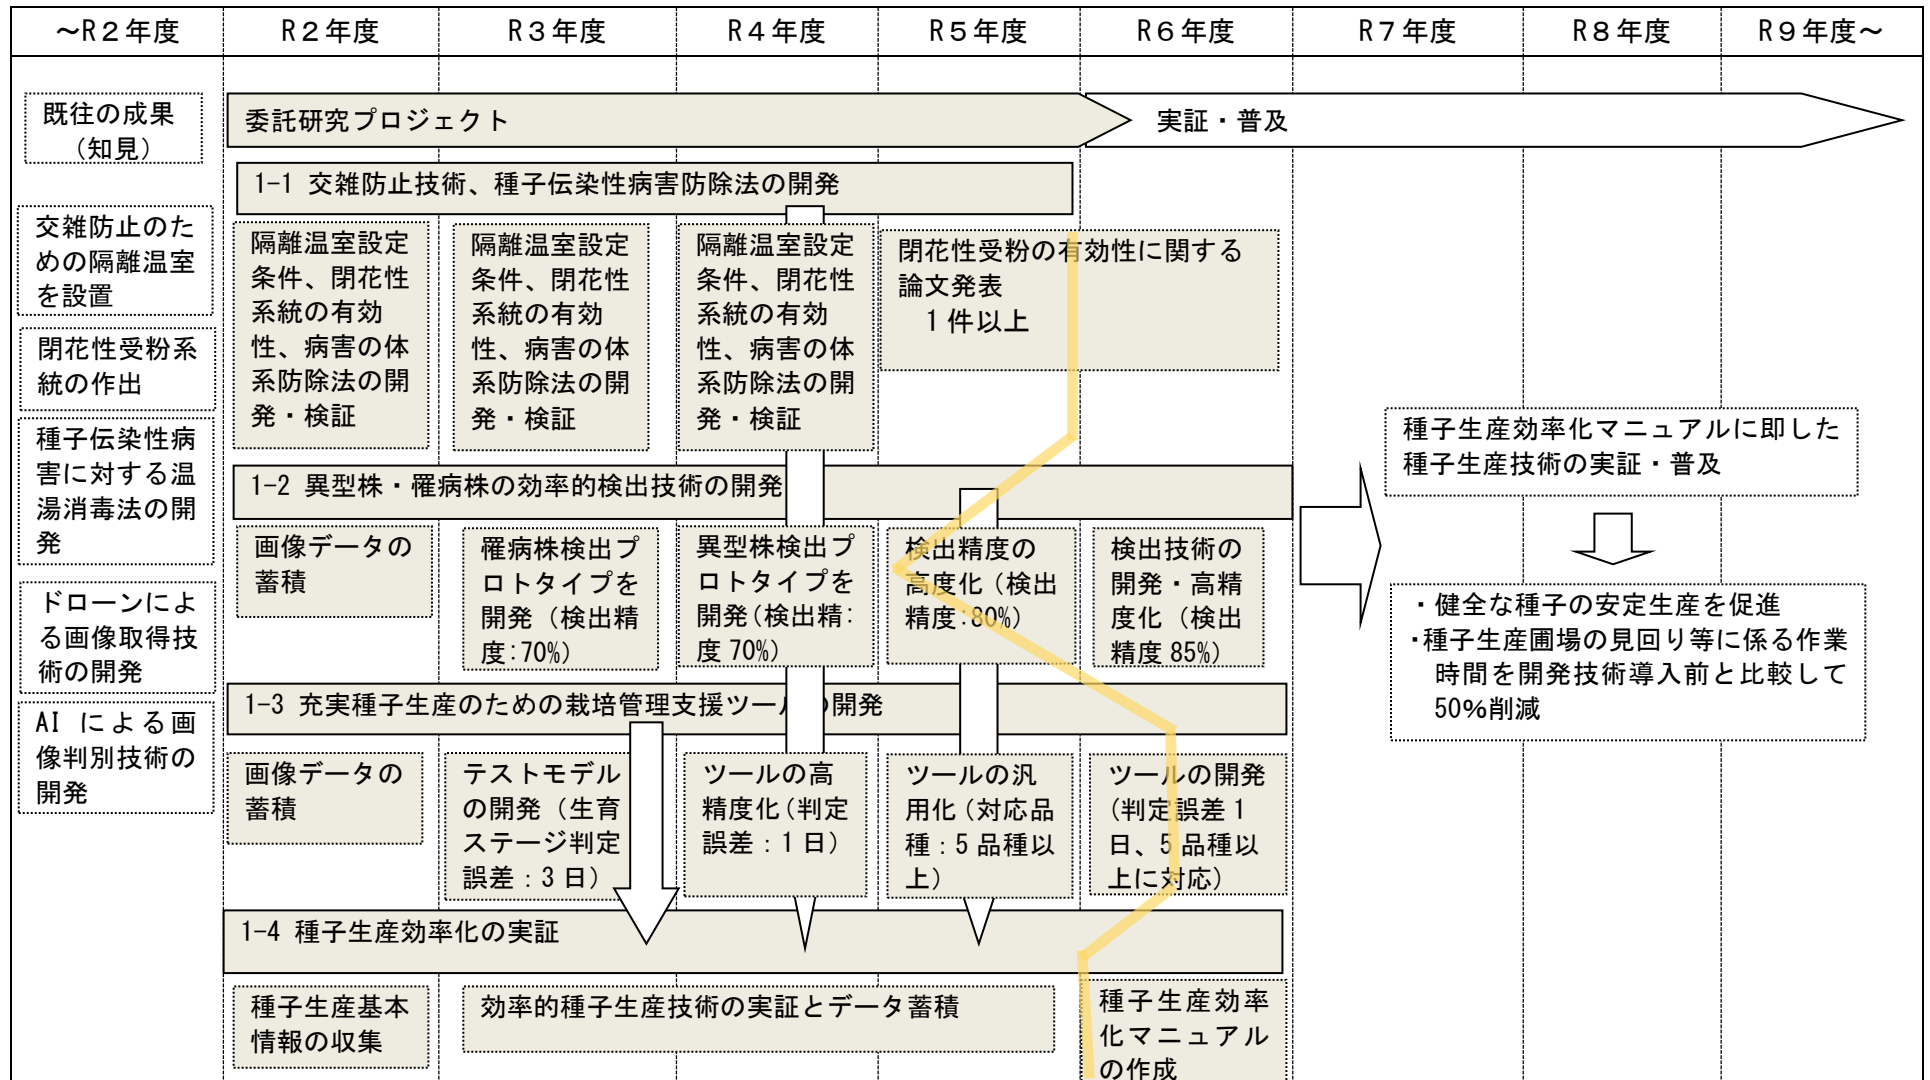 ～R２年度
R２年度
R３年度
R４年度
R５年度
R６年度
R７年度
R８年度
R９年度～
既往の成果
（知見）
委託研究プロジェクト
実証・普及
1-1 交雑防止技術、種子伝染性病害防除法の開発
交雑防止のた
めの隔離温室
を設置
閉花性受粉系
統の作出
種子伝染性病
害に対する温
湯消毒法の開
発
ドローンによ
る画像取得技
術の開発
AI による画
像判別技術の
開発
隔離温室設定
条件、閉花性
系統の有効
性、病害の体
系防除法の開
発・検証
隔離温室設定
条件、閉花性
系統の有効
性、病害の体
系防除法の開
発・検証
隔離温室設定
条件、閉花性
系統の有効
性、病害の体
系防除法の開
発・検証
閉花性受粉の有効性に関する
論文発表
１件以上
1-2 異型株・罹病株の効率的検出技術の開発
画像データの
蓄積
罹病株検出プ
ロトタイプを
開発（検出精
度:70%）
異型株検出プ
ロトタイプを
開発(検出精:
度 70%）
検出精度の
高度化（検出
精度:80%）
検出技術の
開発・高精
度化（検出
精度 85%）
1-3 充実種子生産のための栽培管理支援ツールの開発
画像データの
蓄積
テストモデル
の開発（生育
ステージ判定
誤差：3 日）
ツールの高
精度化(判定
誤差：1 日）
ツールの汎
用化(対応品
種：5 品種以
上）
ツールの開発
(判定誤差 1
日、5 品種以
上に対応）
1-4 種子生産効率化の実証
種子生産基本
情報の収集
効率的種子生産技術の実証とデータ蓄積
種子生産効率
化マニュアル
の作成
種子生産効率化マニュアルに即した
種子生産技術の実証・普及
・健全な種子の安定生産を促進
・種子生産圃場の見回り等に係る作業
時間を開発技術導入前と比較して
50％削減